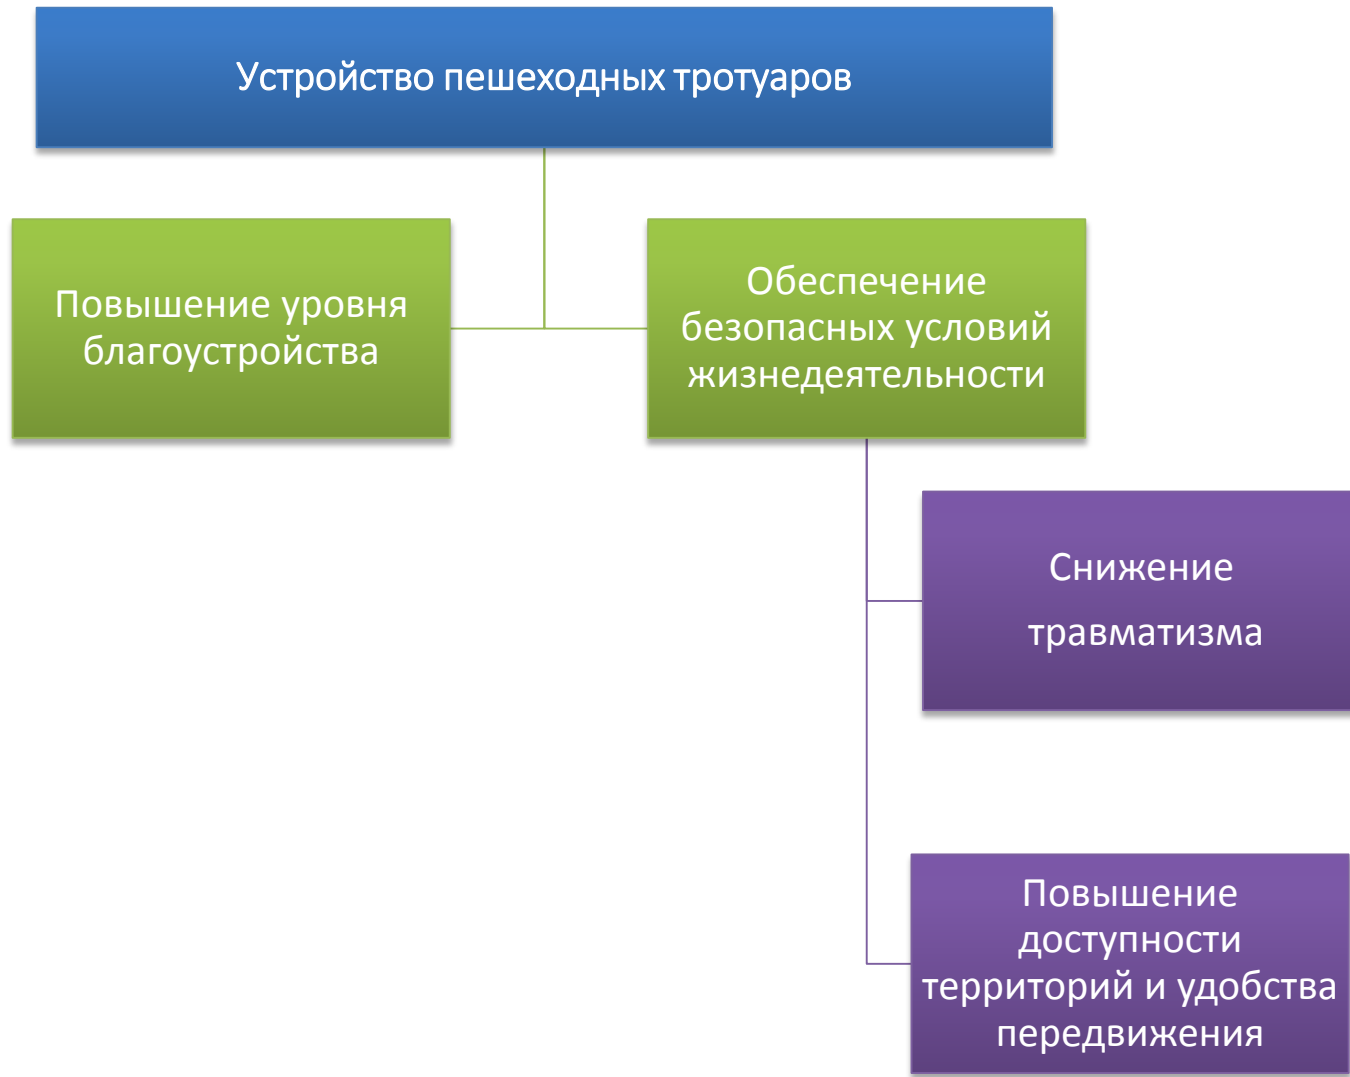 Устройство пешеходных тротуаров
Повышение уровня
благоустройства
Обеспечение
безопасных условий
жизнедеятельности
Снижение
травматизма
Повышение
доступности
территорий и удобства
передвижения